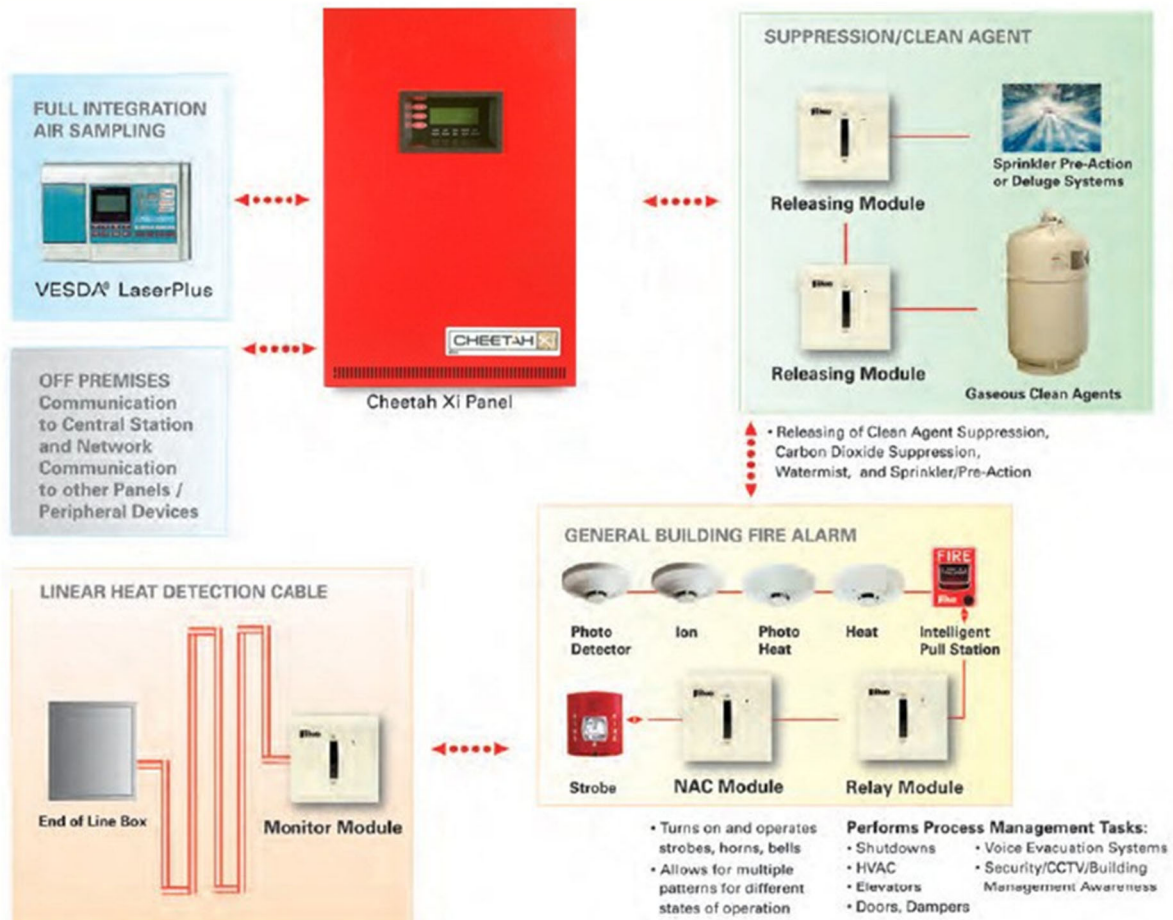 FULL INTEGRATION
AIR SAMPLING
VESDA® LaserPlus
OFF PREMISES
Communication
to Central Station
and Network
Communication
to other Panels /
Peripheral Devices
CHEETAH Xi
Cheetah Xi Panel
SUPPRESSION/CLEAN AGENT
Releasing Module
Sprinkler Pre-Action
or Deluge Systems
Releasing Module
Gaseous Clean Agents
• Releasing of Clean Agent Suppression,
Carbon Dioxide Suppression,
Watermist, and Sprinkler/Pre-Action
GENERAL BUILDING FIRE ALARM
FIRE
Photo
Detector
Ion
Photo
Heat
Heat
Intelligent
Pull Station
Strobe
NAC Module
Relay Module
LINEAR HEAT DETECTION CABLE
End of Line Box
Monitor Module
• Turns on and operates
strobes, horns, bells
• Allows for multiple
patterns for different
states of operation
Performs Process Management Tasks:
• Shutdowns
• HVAC
• Elevators
• Doors, Dampers
• Voice Evacuation Systems
• Security/CCTV/Building
Management Awareness